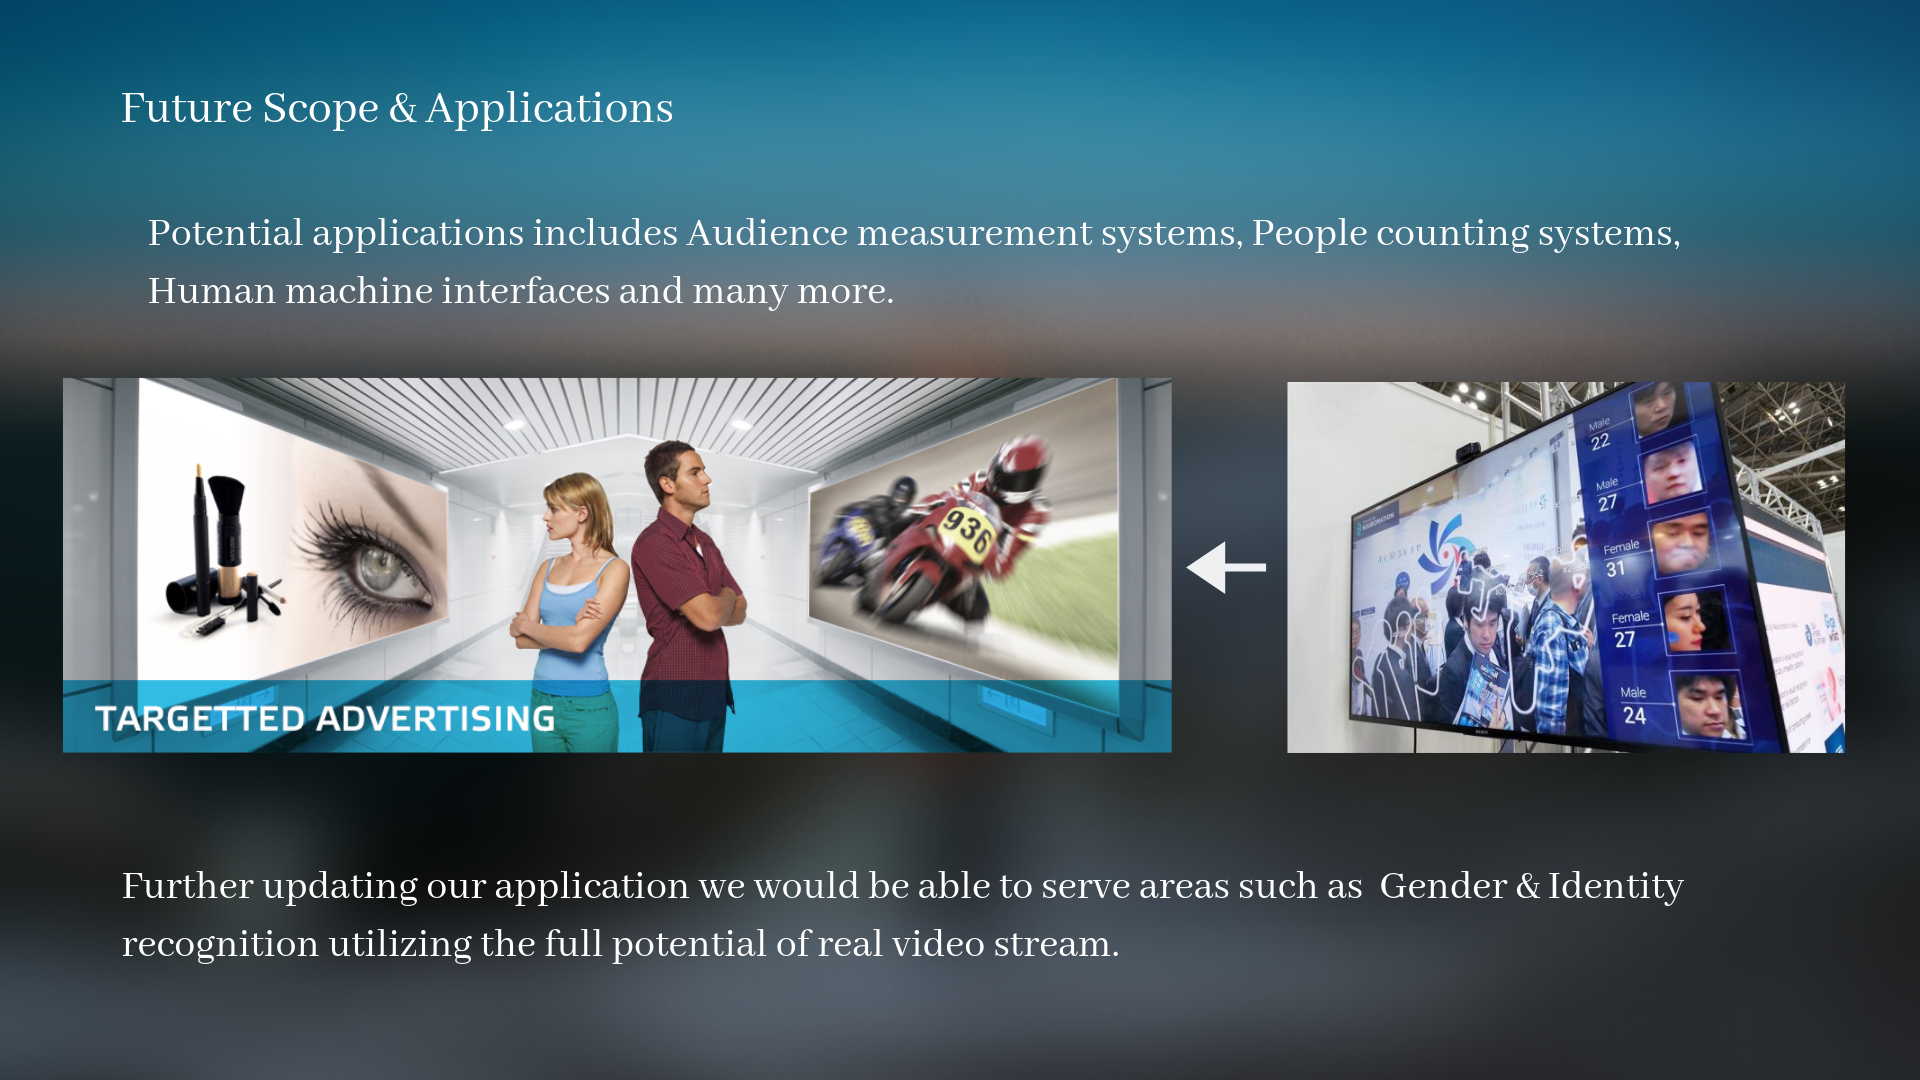 Future Scope & Applications
Potential applications includes Audience measurement systems, People counting systems,
Human machine interfaces and many more.
936
TARGETTED ADVERTISING
Male
22
Male
27
Female
31
Female
27
Male
24
SONY
Further updating our application we would be able to serve areas such as Gender & Identity
recognition utilizing the full potential of real video stream.